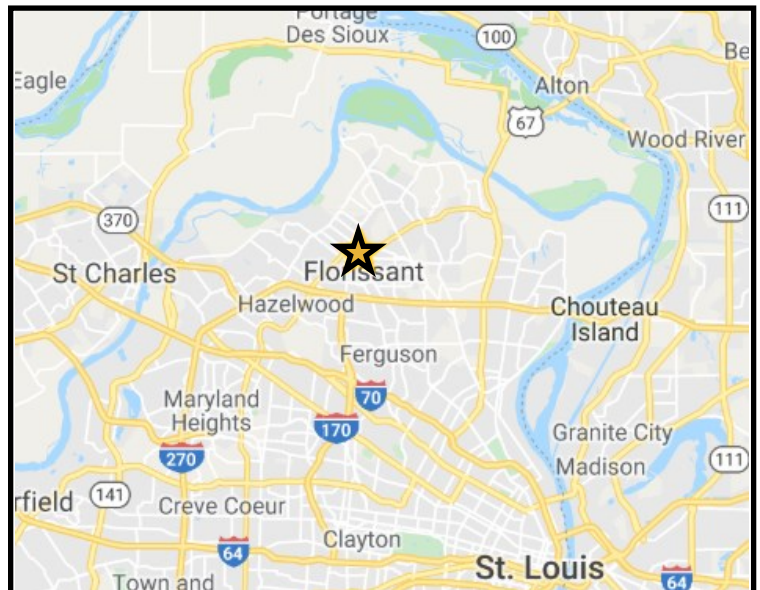 Portage
Des Sioux
100
Eagle
Be
Alton
67
Wood River
111
370
St Charles
Florissant
Hazelwood
Chouteau
Island
Ferguson
70
Maryland
Heights
170
270
Granite City
Madison
111
rfield
141
Creve Coeur
Clayton
64
St. Louis
64
Town and